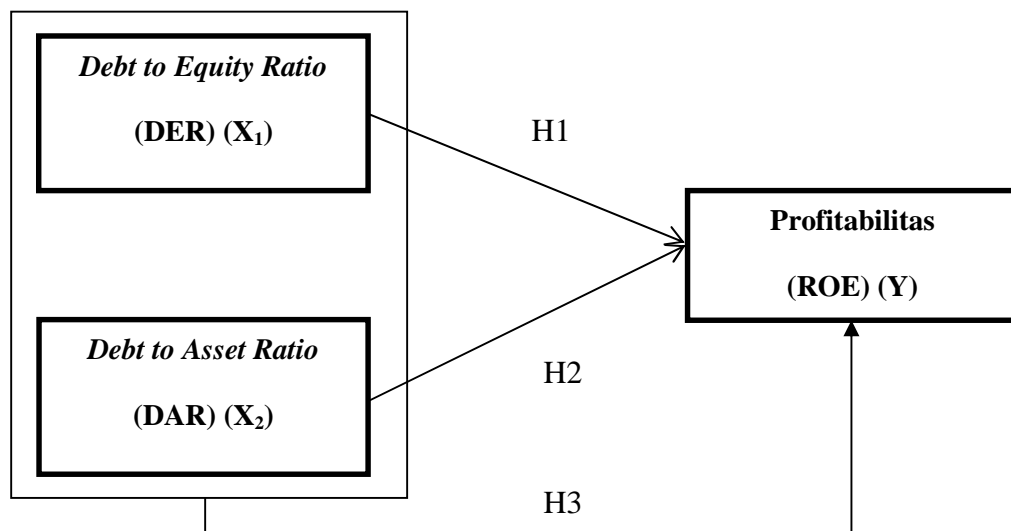 Debt to Equity Ratio
(DER) (X₁)
H1
Profitabilitas
(ROE) (Y)
Debt to Asset Ratio
(DAR) (X₂)
H2
H3